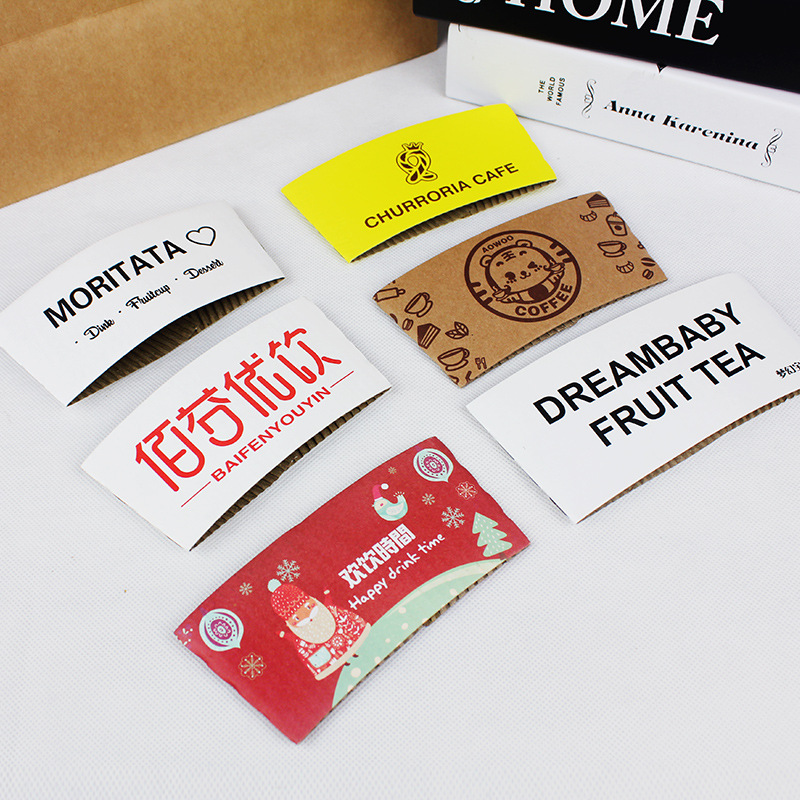 HOME
THE
WORLD
FAMOUS
Anna Karenina
CHURRORIA CAFE
MORITATA
· Dink · Fruitcup · Dessert
AOWOO
COFFEE
DREAMBABY
FRUIT TEA
佰芬优饮
BAIFENYOUYIN
欢饮時間
Happy drink time